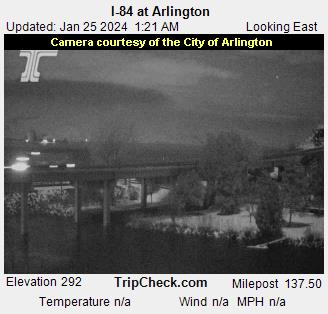 I-84 at Arlington
Updated: Jan 25 2024 1:21 AM Looking East
Camera courtesy of the City of Arlington
Elevation 292 TripCheck.com Milepost 137.50
Temperature n/a Wind n/a MPH n/a